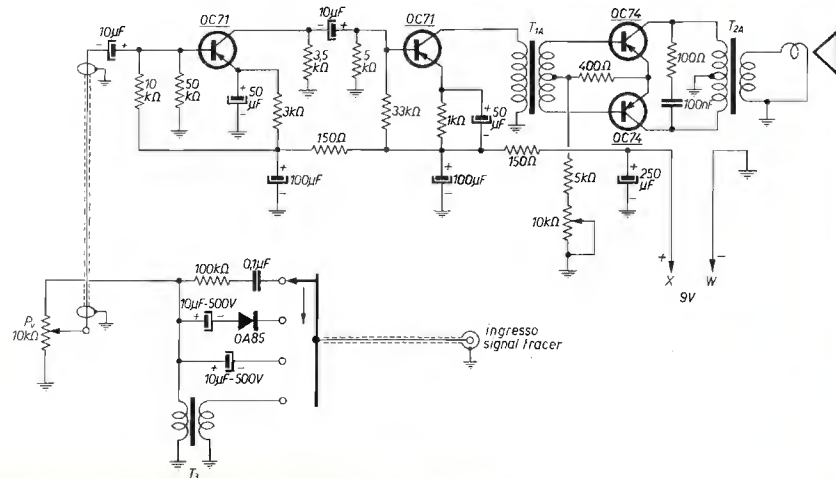 10µF
- +
OC71
10µF
- +
OC71
T1A
OC74
T2A
10
kΩ
50
kΩ
+ 50
µF
-
3kΩ
3,5
kΩ
5
kΩ
33kΩ
1kΩ
+ 50
µF
-
400Ω
100Ω
100nF
OC74
150Ω
150Ω
+
100µF
-
+
100µF
-
5kΩ
10kΩ
+
250
µF
-
+
X
-
W
9V
100kΩ
0,1µF
10µF-500V
+ -
OA85
+ -
10µF-500V
Pv
10kΩ
ingresso
signal tracer
T3